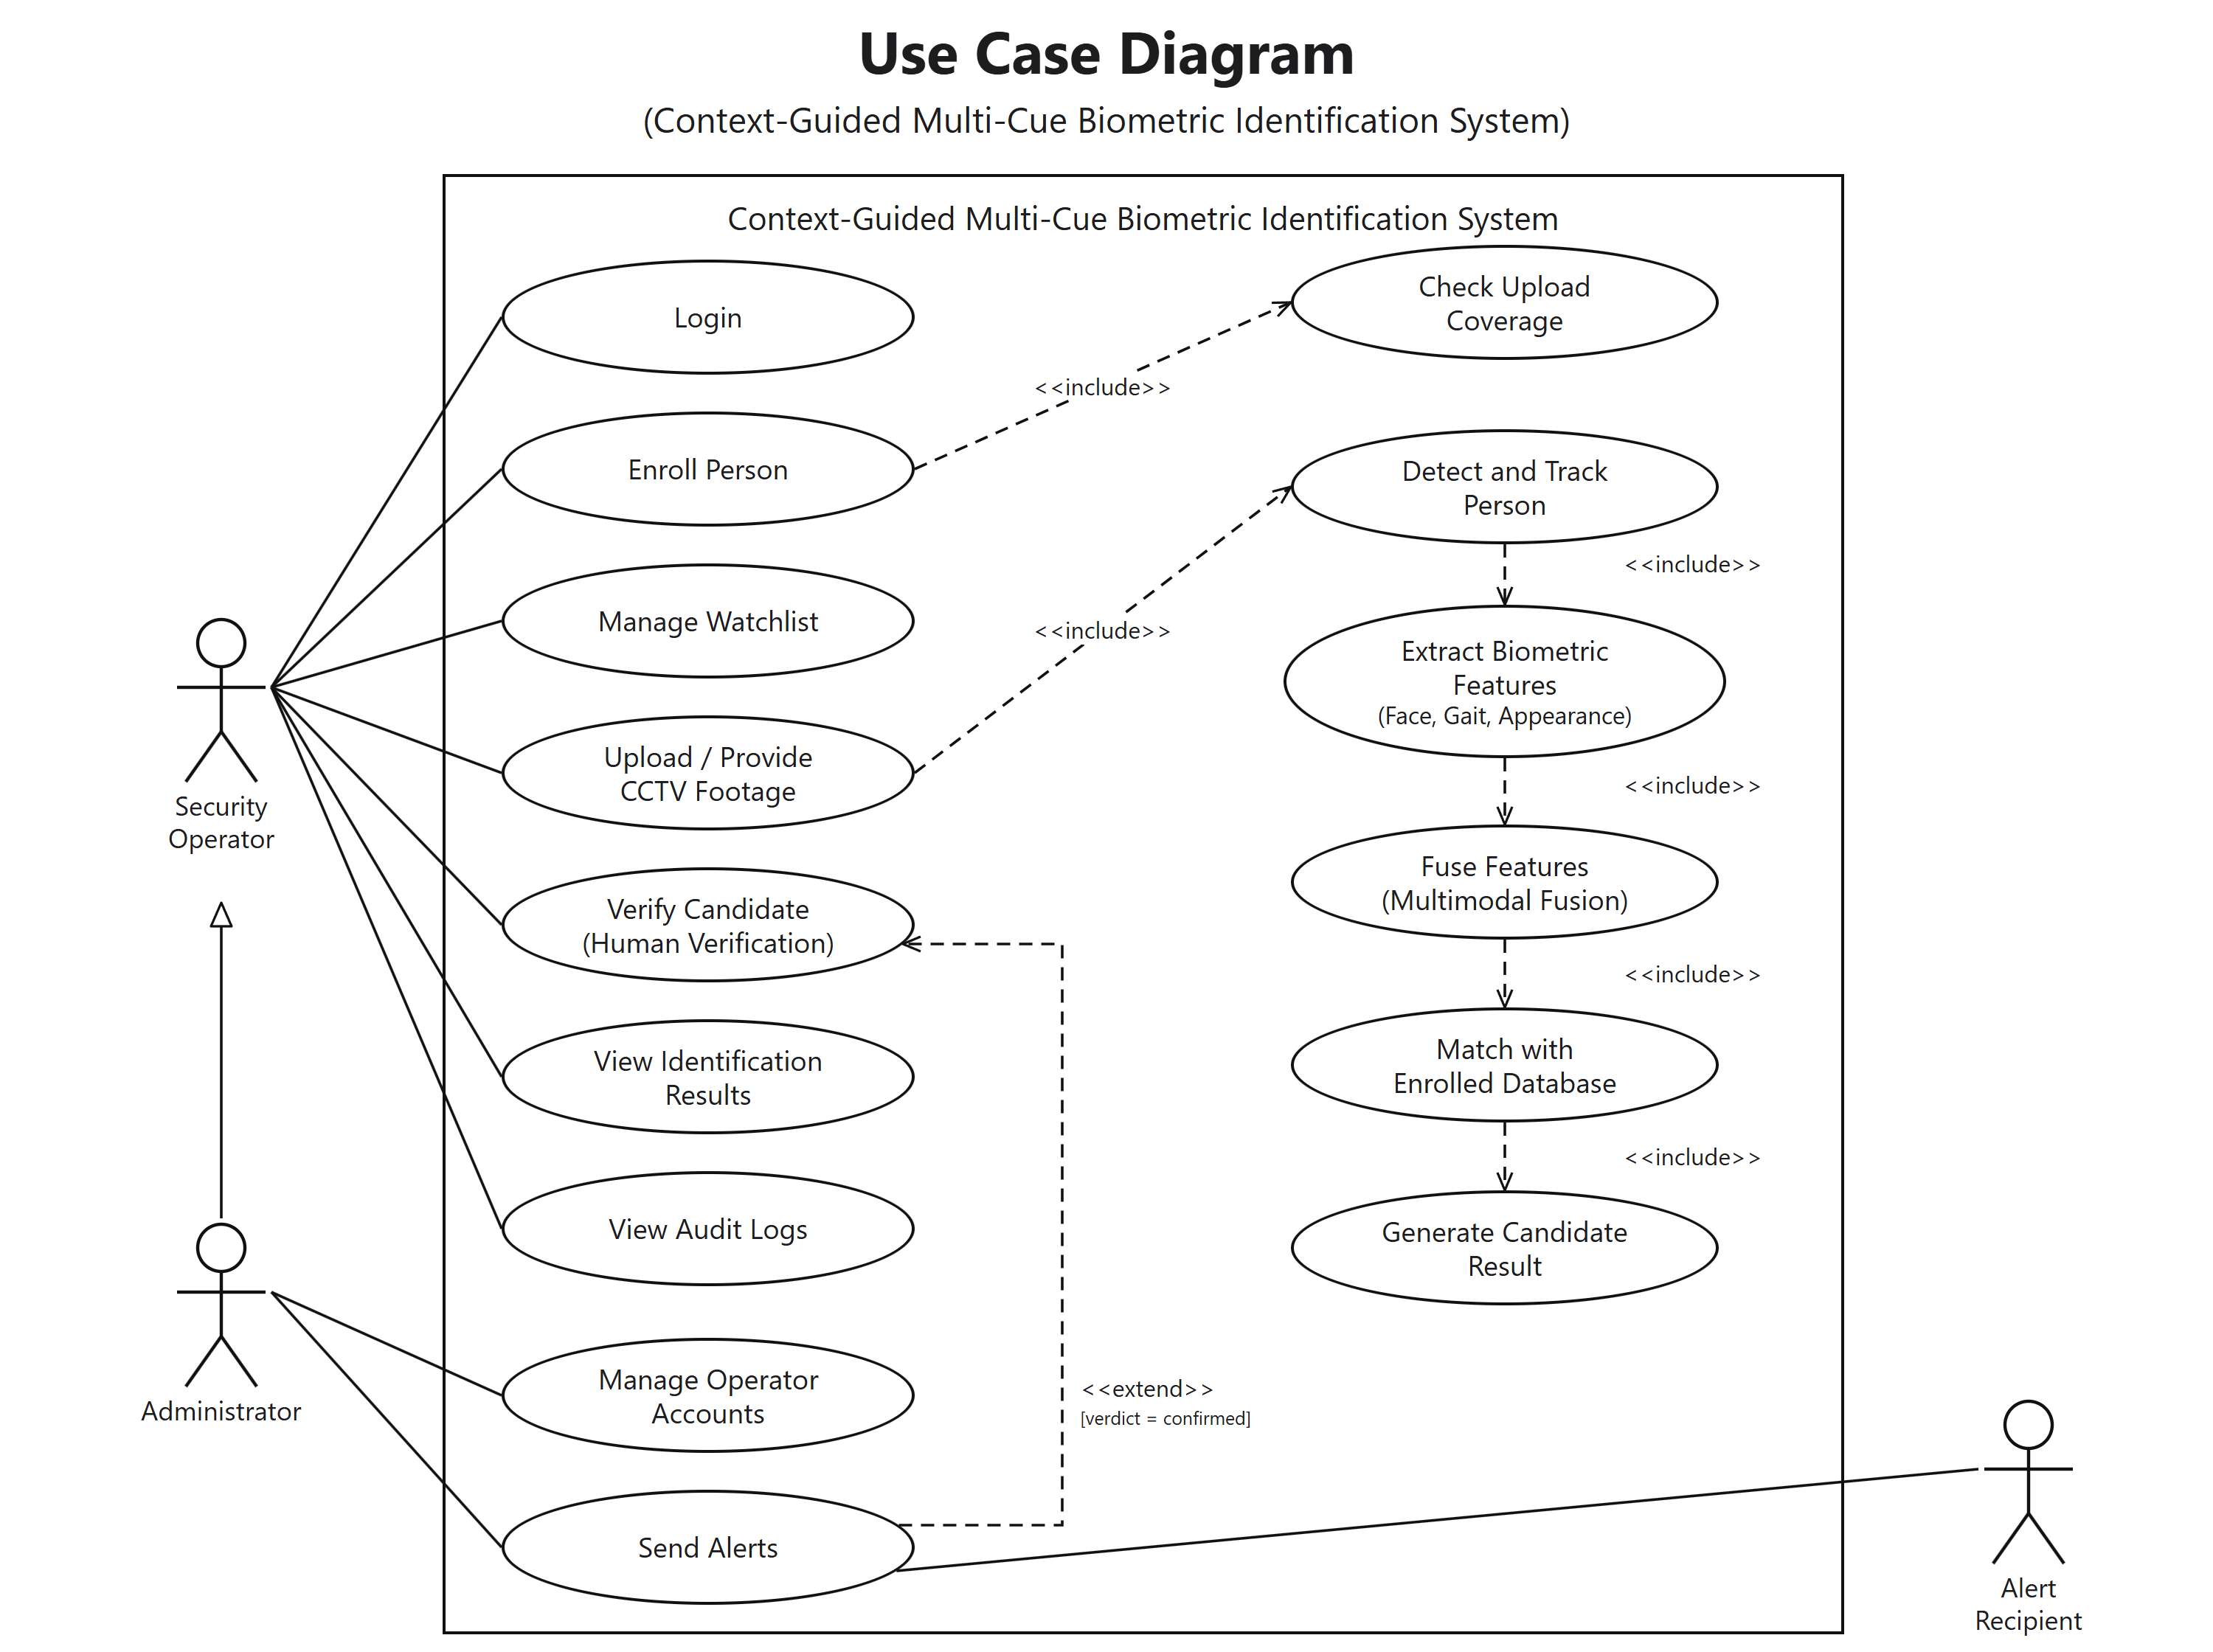 Use Case Diagram
(Context-Guided Multi-Cue Biometric Identification System)
Context-Guided Multi-Cue Biometric Identification System
Login
Enroll Person
Manage Watchlist
Upload / Provide
CCTV Footage
Verify Candidate
(Human Verification)
View Identification
Results
View Audit Logs
Manage Operator
Accounts
Send Alerts
<<include>>
<<include>>
<<extend>>
[verdict = confirmed]
Check Upload
Coverage
Detect and Track
Person
<<include>>
Extract Biometric
Features
(Face, Gait, Appearance)
<<include>>
Fuse Features
(Multimodal Fusion)
<<include>>
Match with
Enrolled Database
<<include>>
Generate Candidate
Result
Security
Operator
Administrator
Alert
Recipient